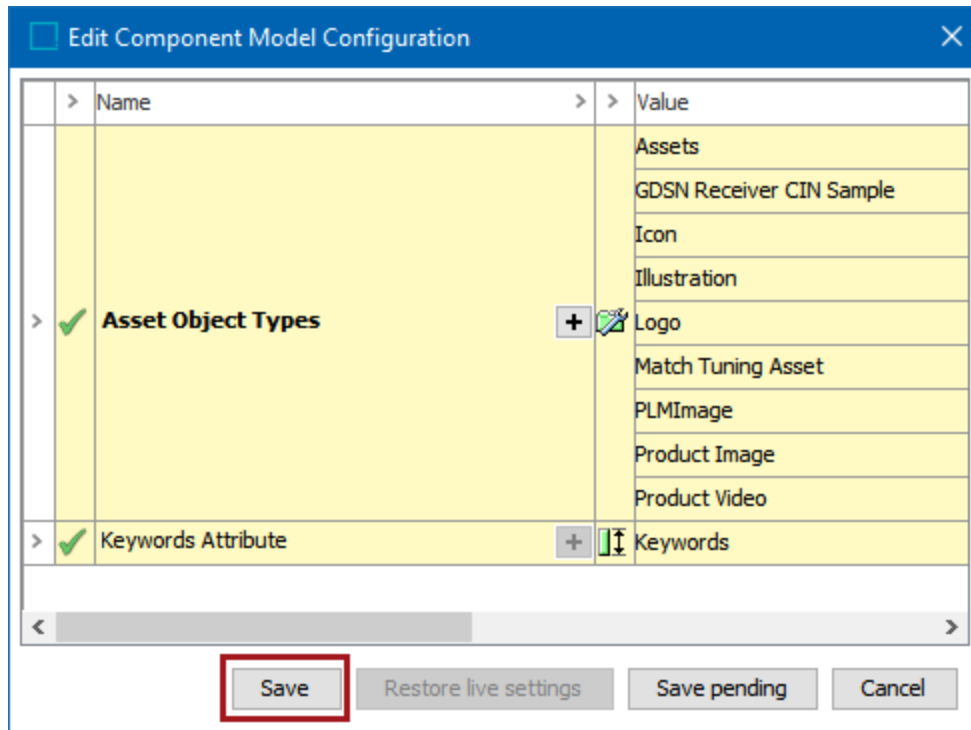 Edit Component Model Configuration
> Name > > Value
Assets
GDSN Receiver CIN Sample
Icon
Illustration
> Asset Object Types + Logo
Match Tuning Asset
PLMImage
Product Image
Product Video
> Keywords Attribute + Keywords
Save Restore live settings Save pending Cancel